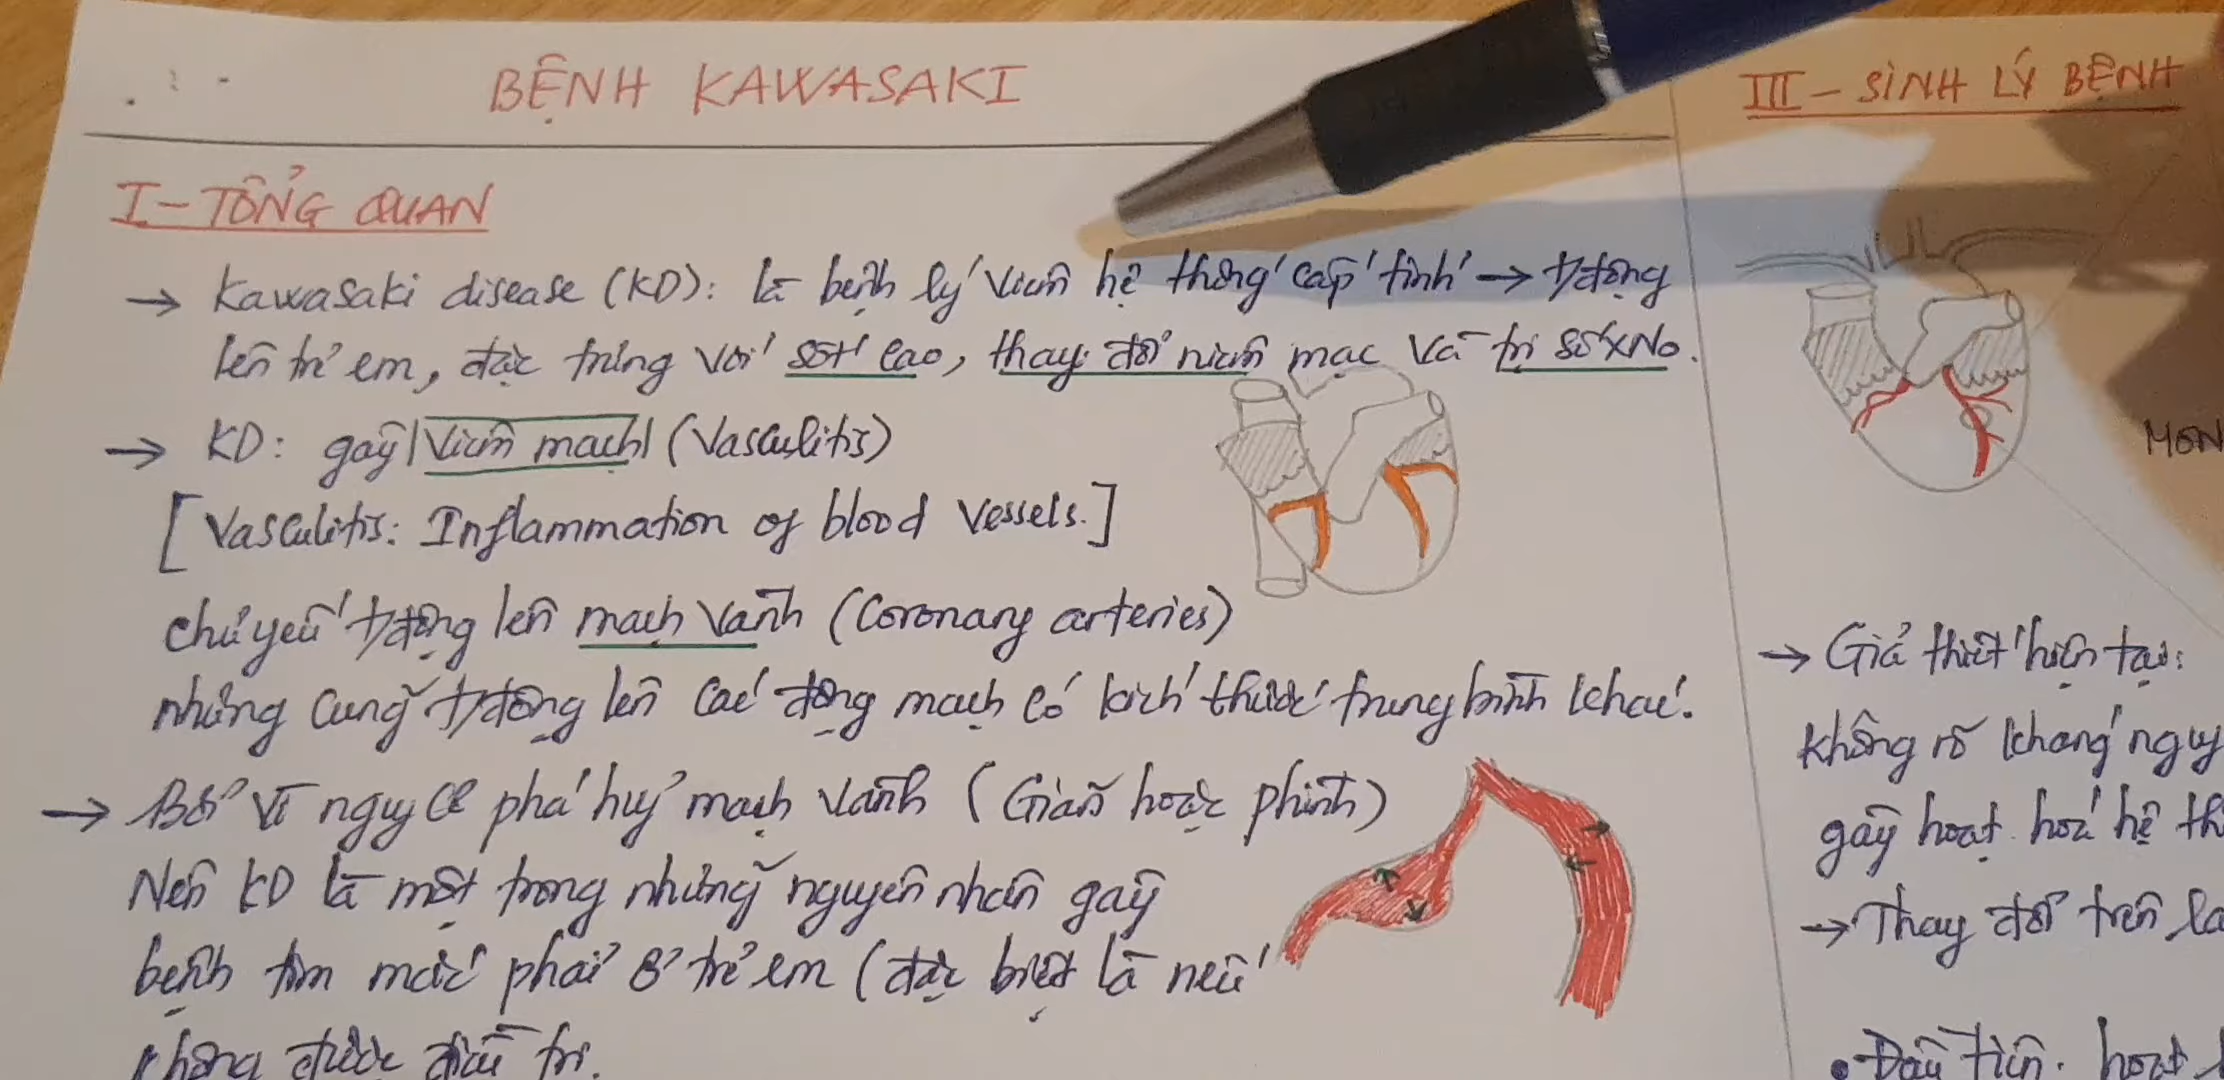 BỆNH KAWASAKI
I - TỔNG QUAN
→ Kawasaki disease (KD): là bệnh lý viêm hệ thống cấp tính → t/động
lên trẻ em, đặc trưng với sốt cao, thay đổi niêm mạc và trị số XNo.
→ KD: gây viêm mạch (Vasculitis)
[Vasculitis: Inflammation of blood vessels.]
chủ yếu t/động lên mạch vành (Coronary arteries)
nhưng cũng t/động lên các động mạch có kích thước trung bình khác.
→ Bởi vì nguy cơ phá huỷ mạch vành (Giãn hoặc phình)
Nên KD là một trong những nguyên nhân gây
bệnh tim mắc phải ở trẻ em (đặc biệt là nếu
không được điều trị.
III - SINH LÝ BỆNH
MON
→ Giả thiết hiện tại:
không rõ kháng nguy
gây hoạt hoá hệ th
→ Thay đổi trên la
• Đầu tiên. hoạt